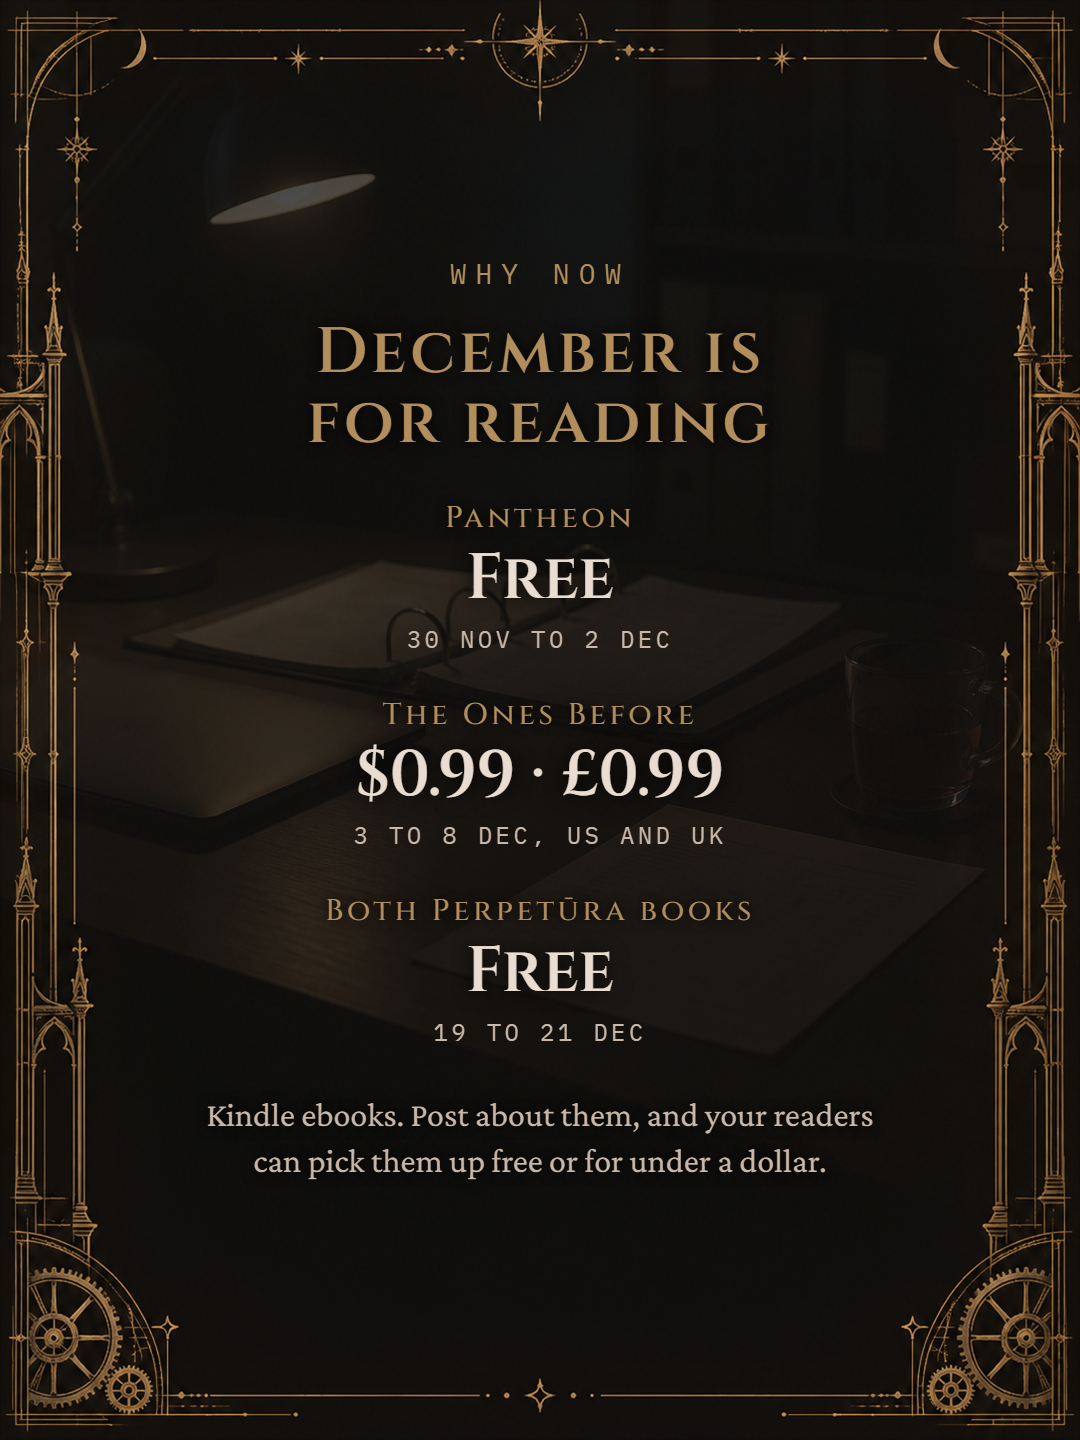 WHY NOW
December is
for reading
Pantheon
Free
30 NOV TO 2 DEC
The Ones Before
$0.99 · £0.99
3 TO 8 DEC, US AND UK
Both Perpetūra books
Free
19 TO 21 DEC
Kindle ebooks. Post about them, and your readers
can pick them up free or for under a dollar.